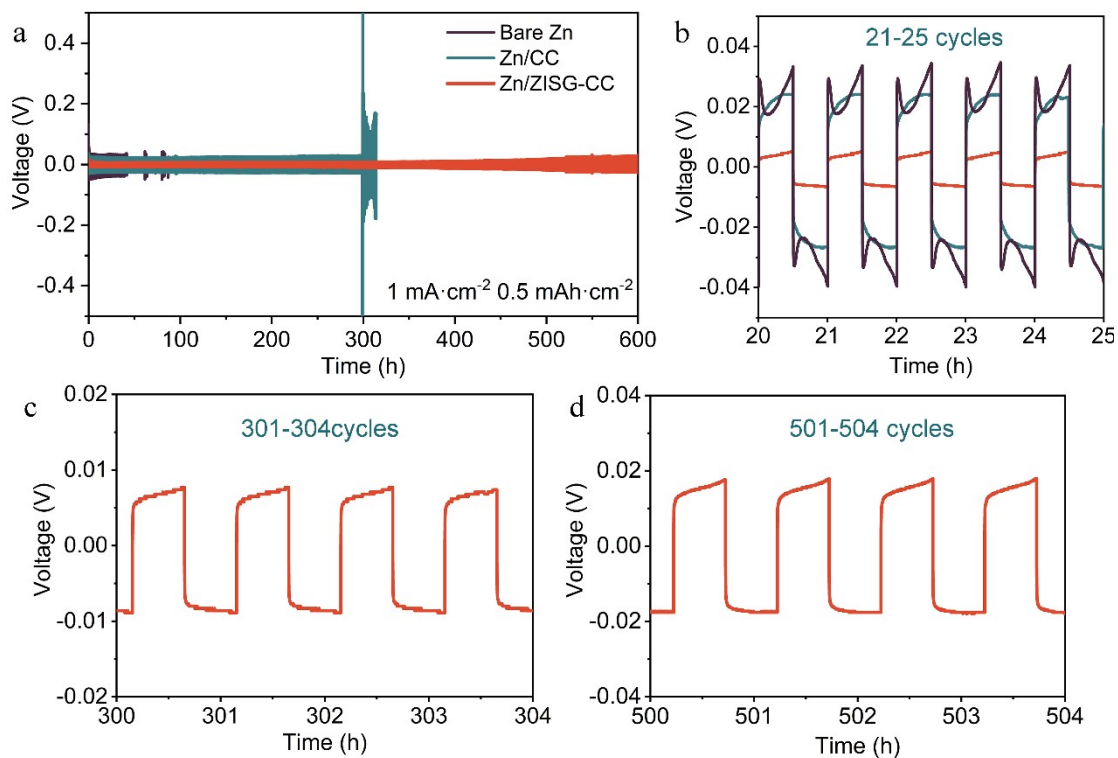 a
0.4
0.2
0.0
-0.2
-0.4
Voltage (V)
Bare Zn
Zn/CC
Zn/ZISG-CC
1 mA·cm⁻² 0.5 mAh·cm⁻²
0 100 200 300 400 500 600
Time (h)
b
21-25 cycles
0.04
0.02
0.00
-0.02
-0.04
Voltage (V)
20 21 22 23 24 25
Time (h)
c
301-304cycles
0.02
0.01
0.00
-0.01
-0.02
Voltage (V)
300 301 302 303 304
Time (h)
d
501-504 cycles
0.04
0.02
0.00
-0.02
-0.04
Voltage (V)
500 501 502 503 504
Time (h)